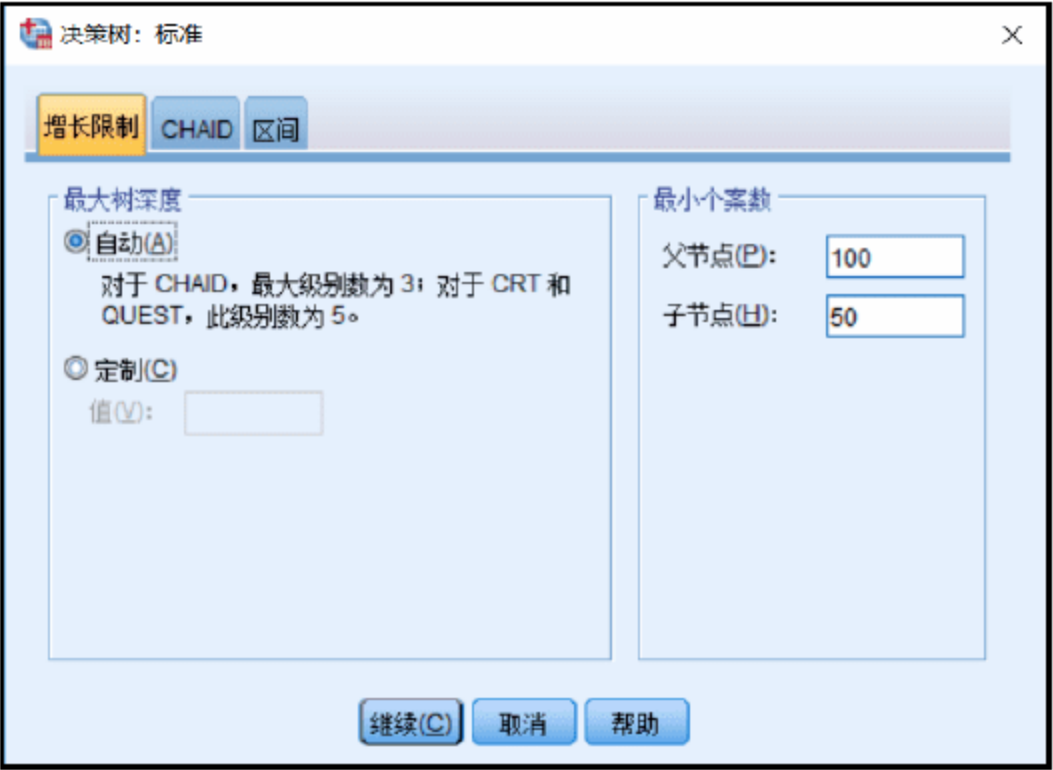 决策树：标准
增长限制 CHAID 区间
最大树深度
自动(A)
对于 CHAID，最大级别数为 3；对于 CRT 和
QUEST，此级别数为 5。
定制(C)
值(V)：
最小个案数
父节点(P)： 100
子节点(H)： 50
继续(C) 取消 帮助